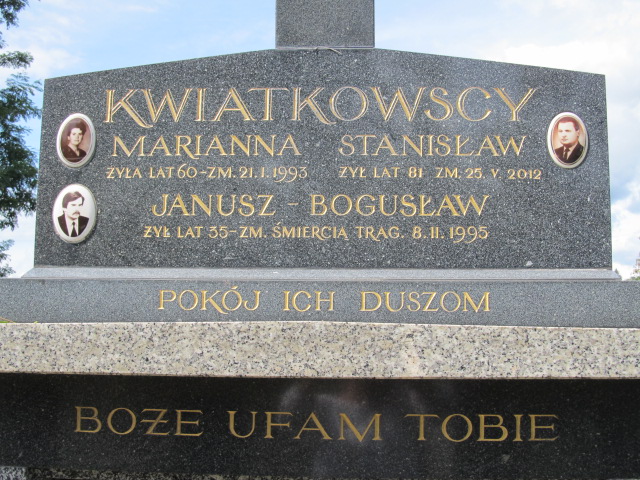 KWIATKOWSCY
MARIANNA STANISŁAW
ŻYŁA LAT 60-ZM. 21.I.1993 ŻYŁ LAT 81 ZM. 25.V.2012
JANUSZ - BOGUSŁAW
ŻYŁ LAT 35-ZM. ŚMIERCIĄ TRAG. 8.II.1995
POKÓJ ICH DUSZOM
BOŻE UFAM TOBIE